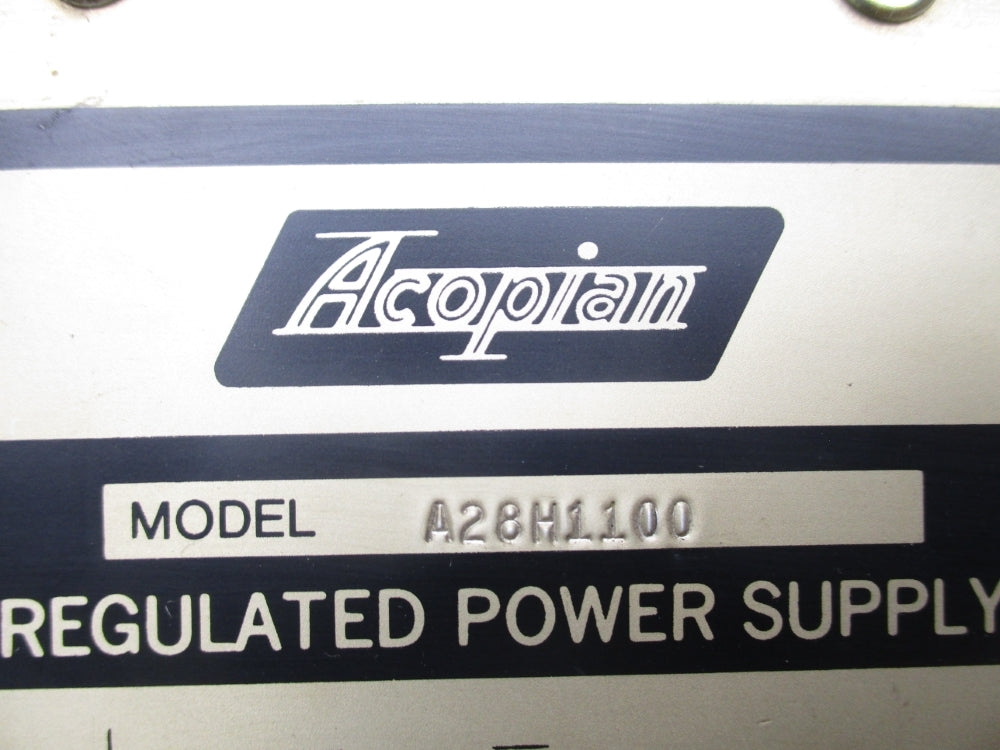 Acopian
MODEL A28H1100
REGULATED POWER SUPPLY